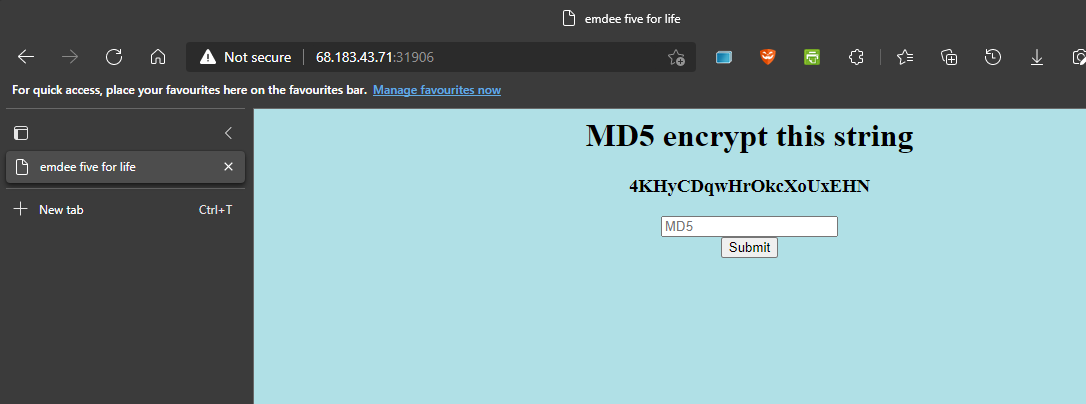 emdee five for life
Not secure 68.183.43.71:31906
For quick access, place your favourites here on the favourites bar. Manage favourites now
emdee five for life
New tab Ctrl+T
MD5 encrypt this string
4KHyCDqwHrOkcXoUxEHN
MD5
Submit